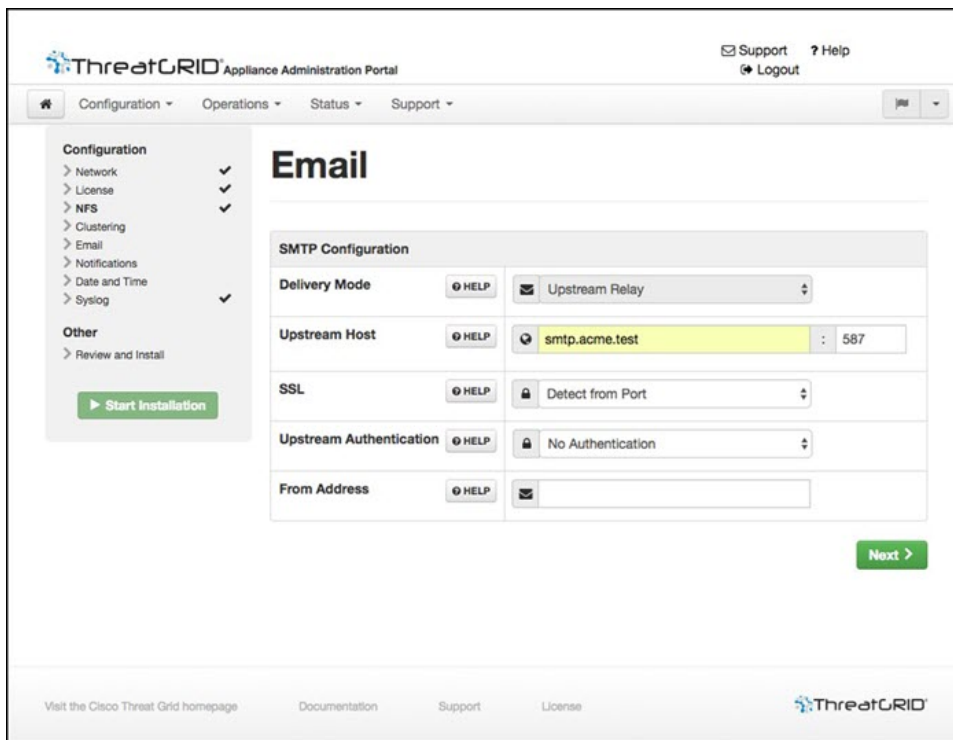 Support ? Help
ThreatGRID Appliance Administration Portal
Logout
Configuration Operations Status Support
Configuration
Network
License
NFS
Clustering
Email
Notifications
Date and Time
Syslog
Other
Review and Install
Start Installation
Email
SMTP Configuration
Delivery Mode HELP Upstream Relay
Upstream Host HELP smtp.acme.test : 587
SSL HELP Detect from Port
Upstream Authentication HELP No Authentication
From Address HELP
Next
Visit the Cisco Threat Grid homepage Documentation Support License ThreatGRID